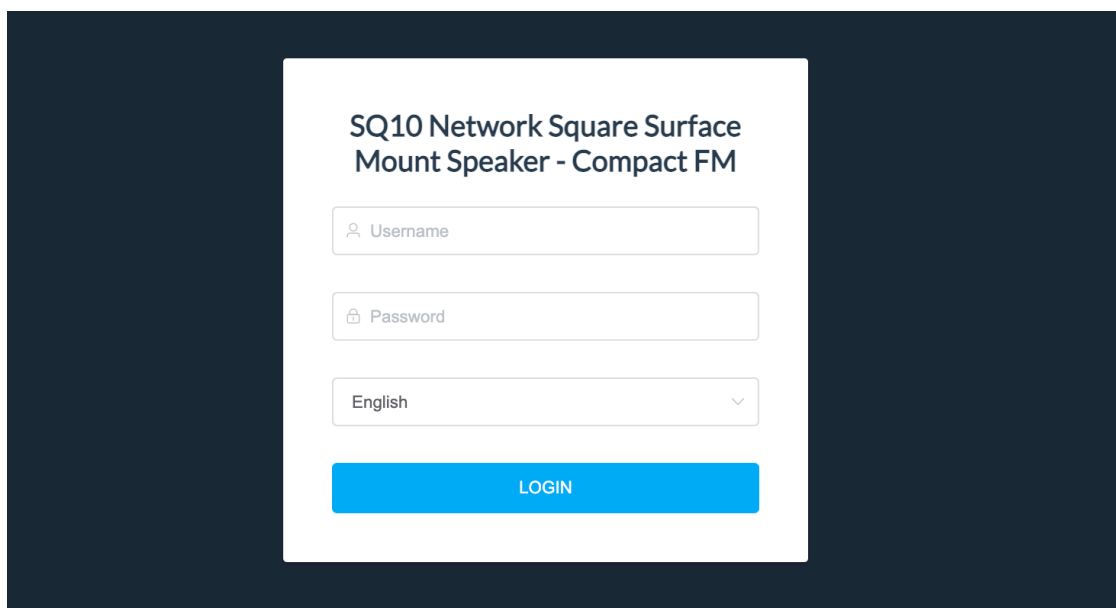 SQ10 Network Square Surface
Mount Speaker - Compact FM
Username
Password
English
LOGIN